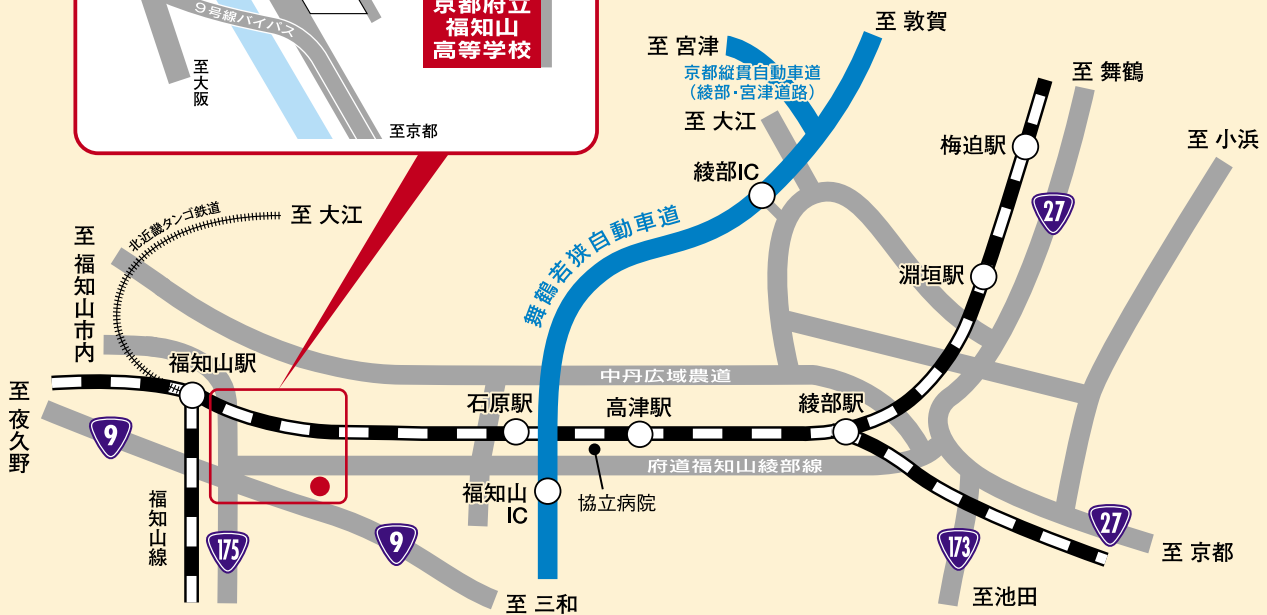 京都府立
福知山
高等学校
9号線バイパス
至大阪
至京都
至 敦賀
至 宮津
京都縦貫自動車道
（綾部・宮津道路）
至 大江
至 舞鶴
至 小浜
梅迫駅
綾部IC
27
舞鶴若狭自動車道
淵垣駅
北近畿タンゴ鉄道
至 大江
至 福知山市内
福知山駅
中丹広域農道
石原駅
高津駅
綾部駅
至 夜久野
9
府道福知山綾部線
福知山
IC
協立病院
福知山線
175
9
173
27
至 京都
至 三和
至池田